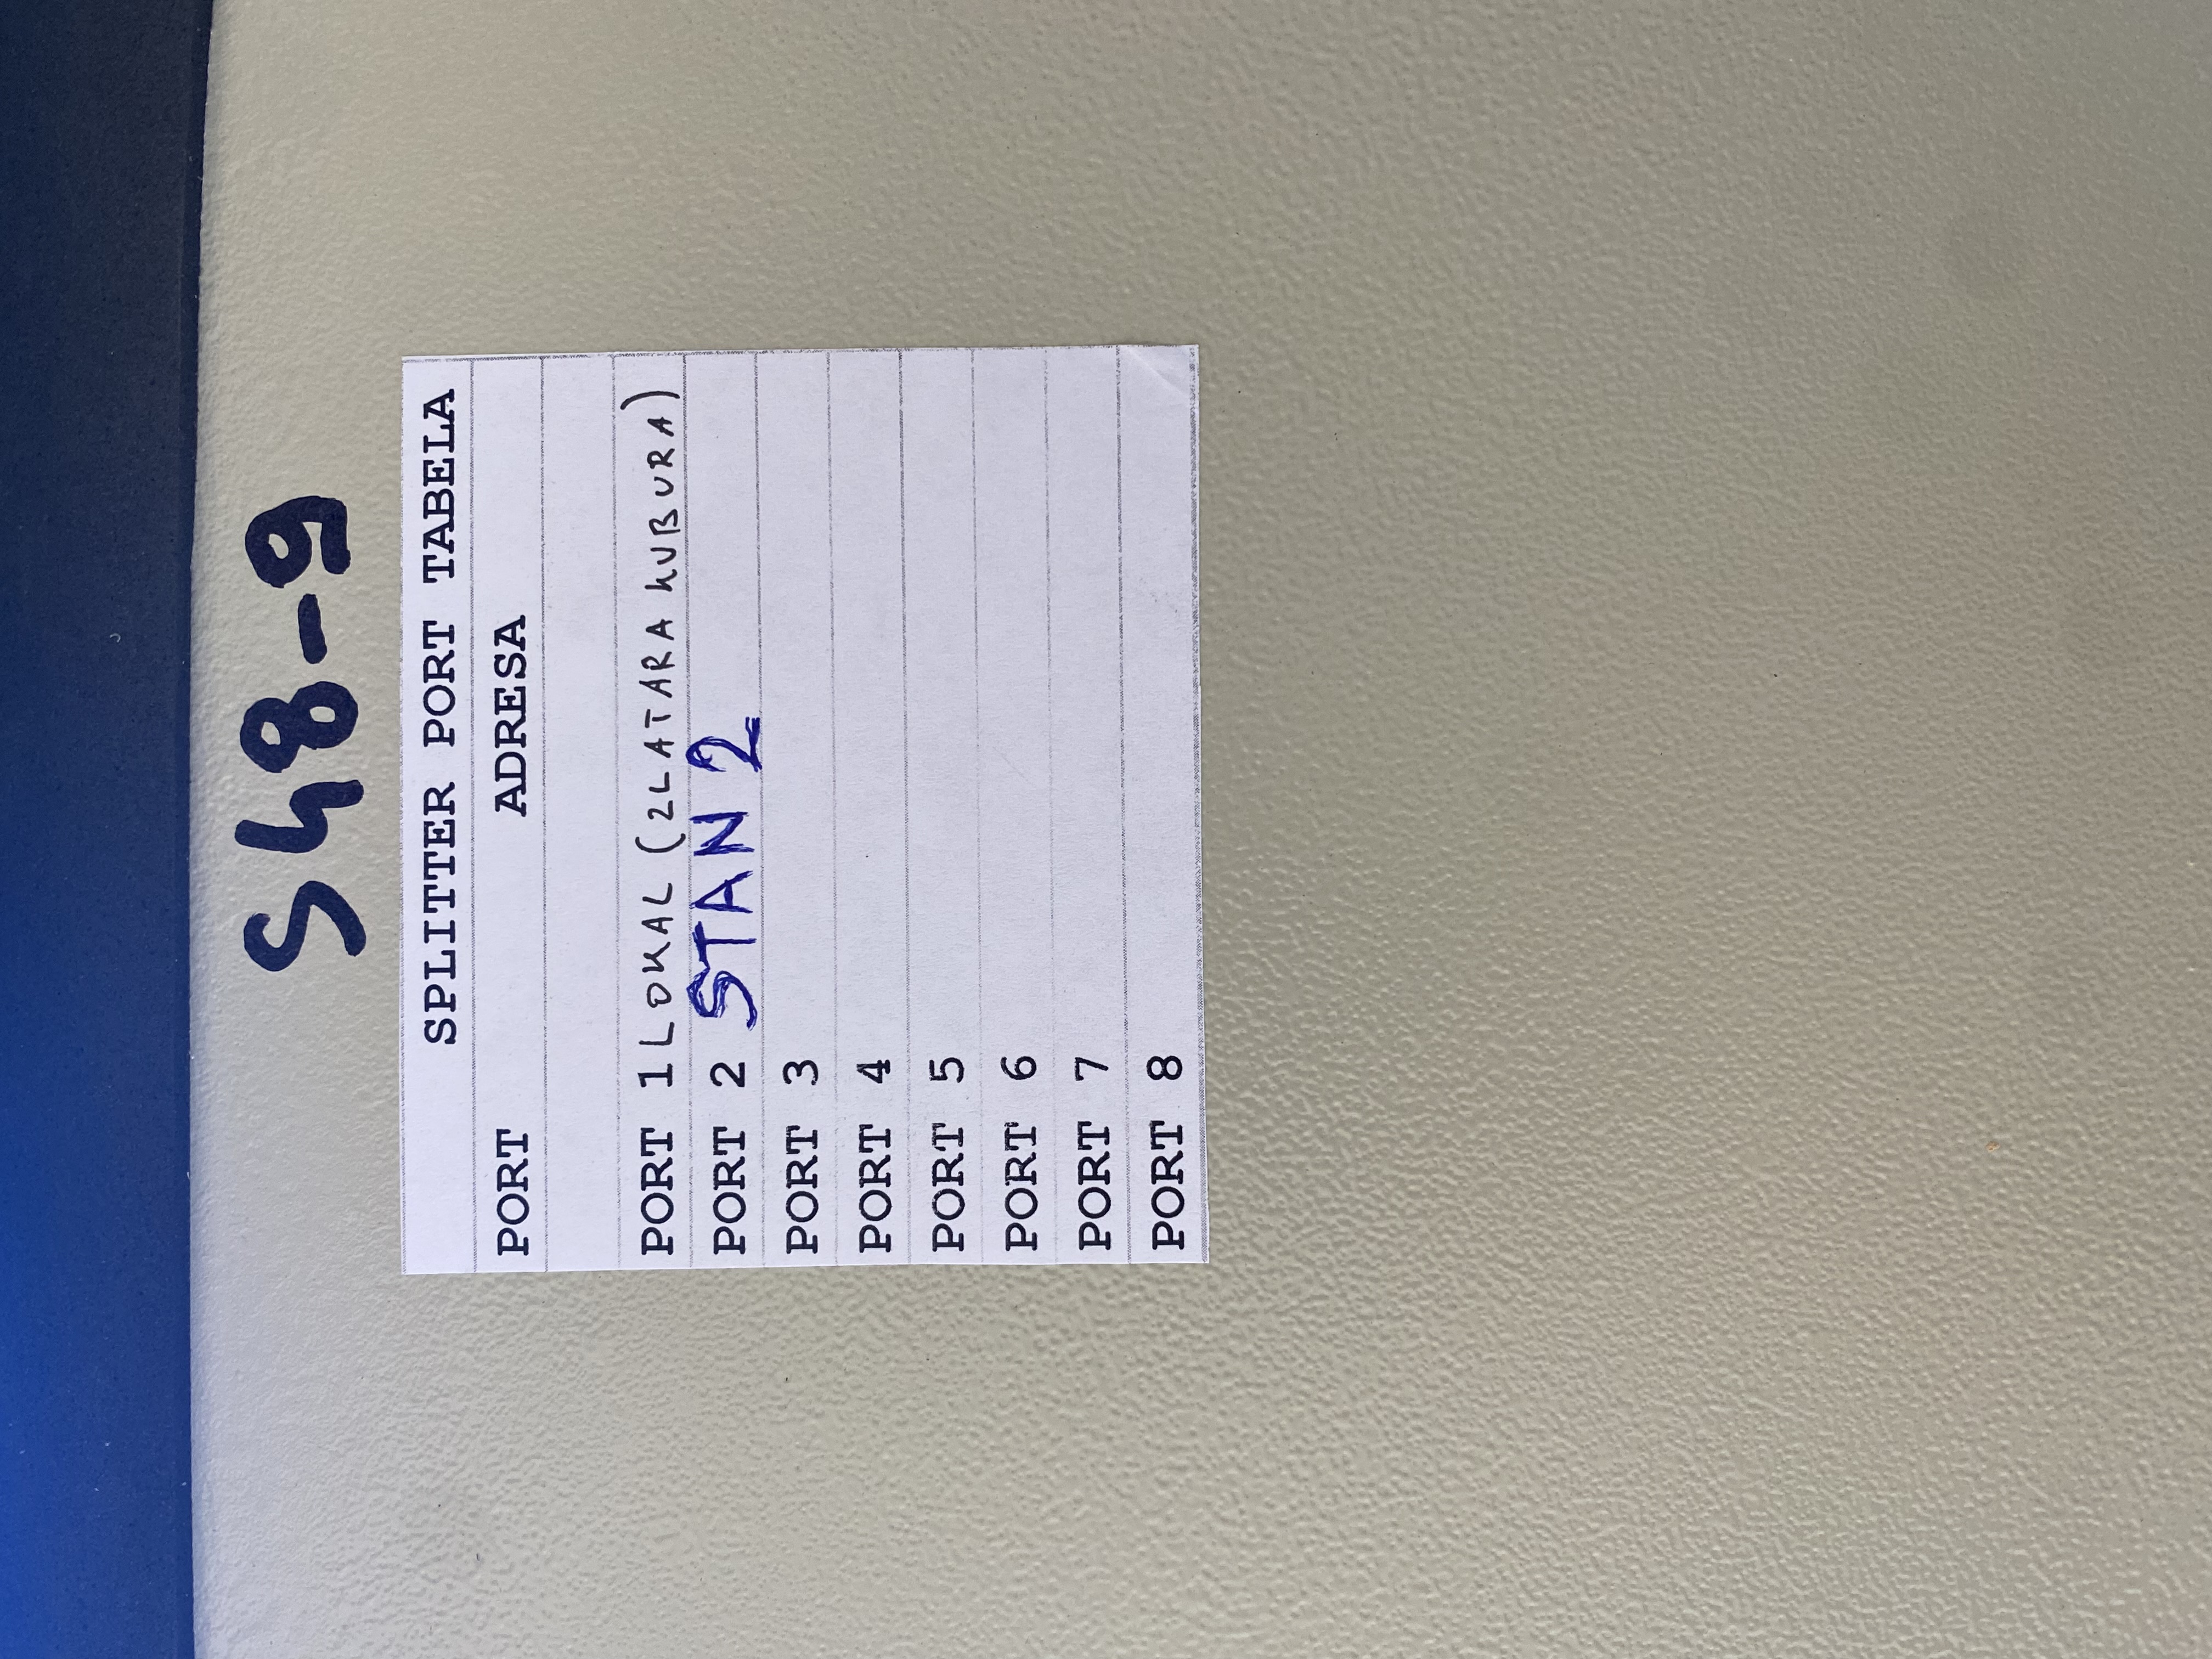 S48-9
SPLITTER PORT TABELA
PORT ADRESA
PORT 1 LOKAL (ZLATARA KUBURA)
PORT 2 STAN 2
PORT 3
PORT 4
PORT 5
PORT 6
PORT 7
PORT 8